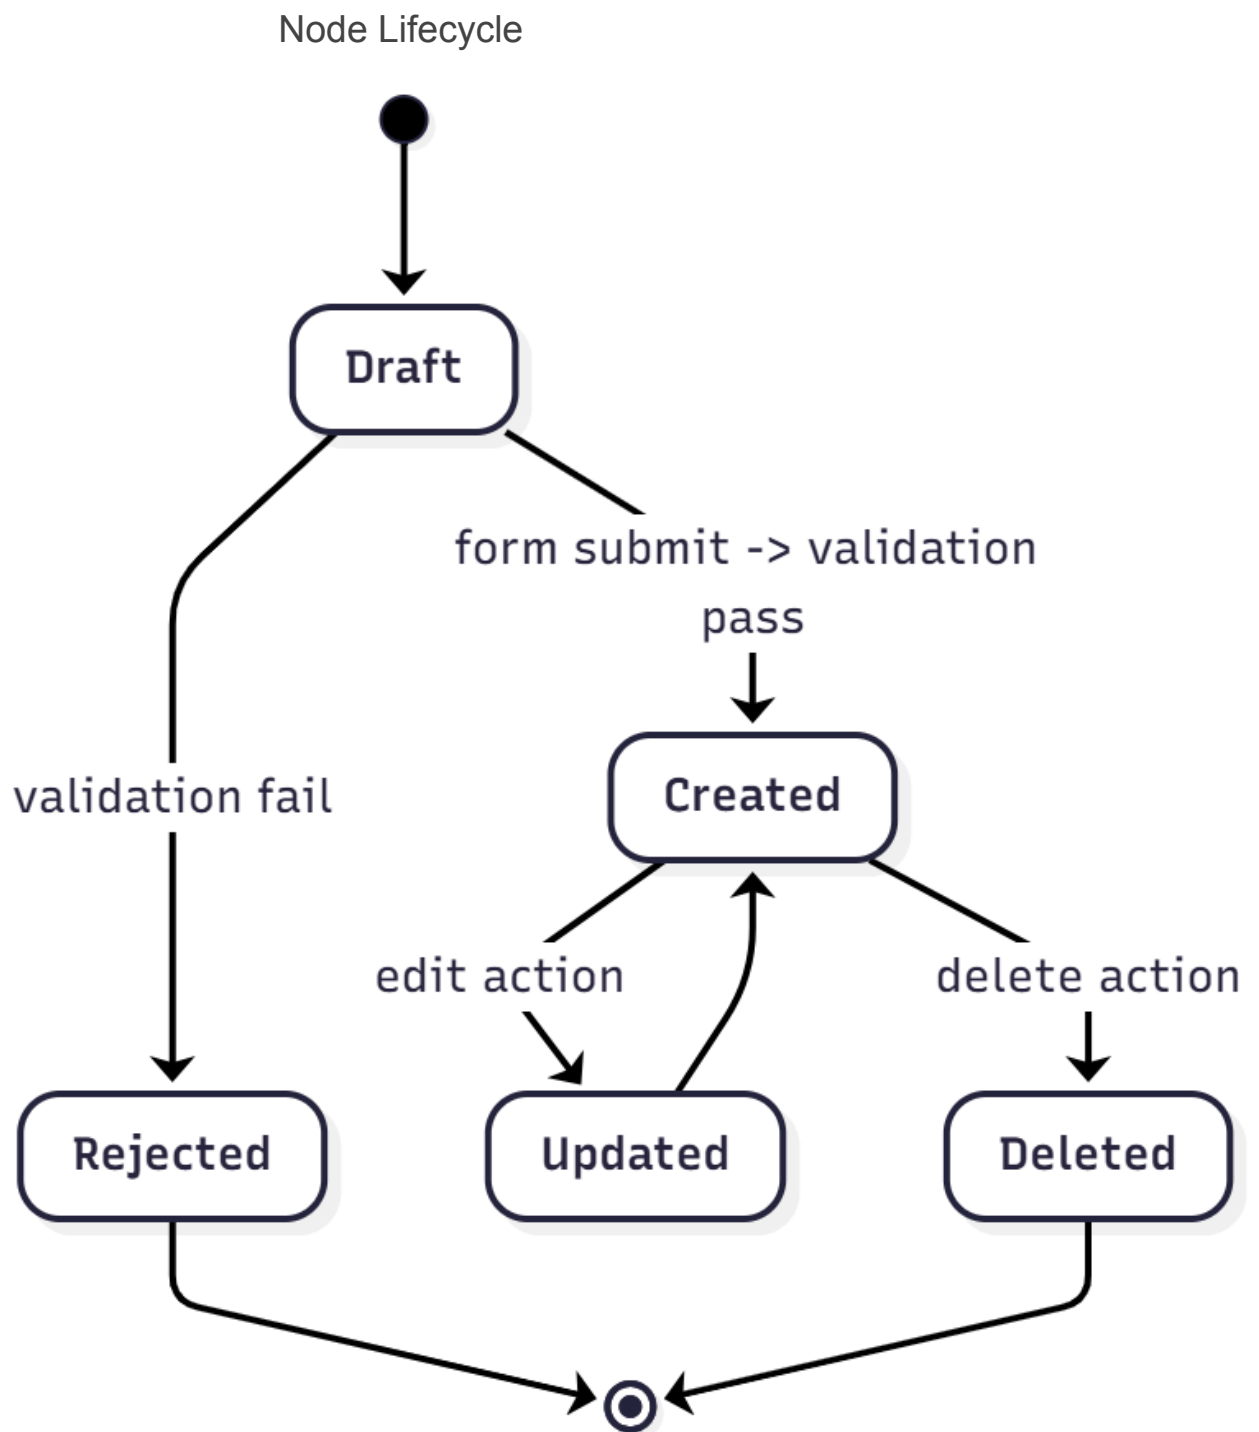 Node Lifecycle
Draft
form submit -> validation
pass
validation fail
Created
edit action
delete action
Rejected
Updated
Deleted